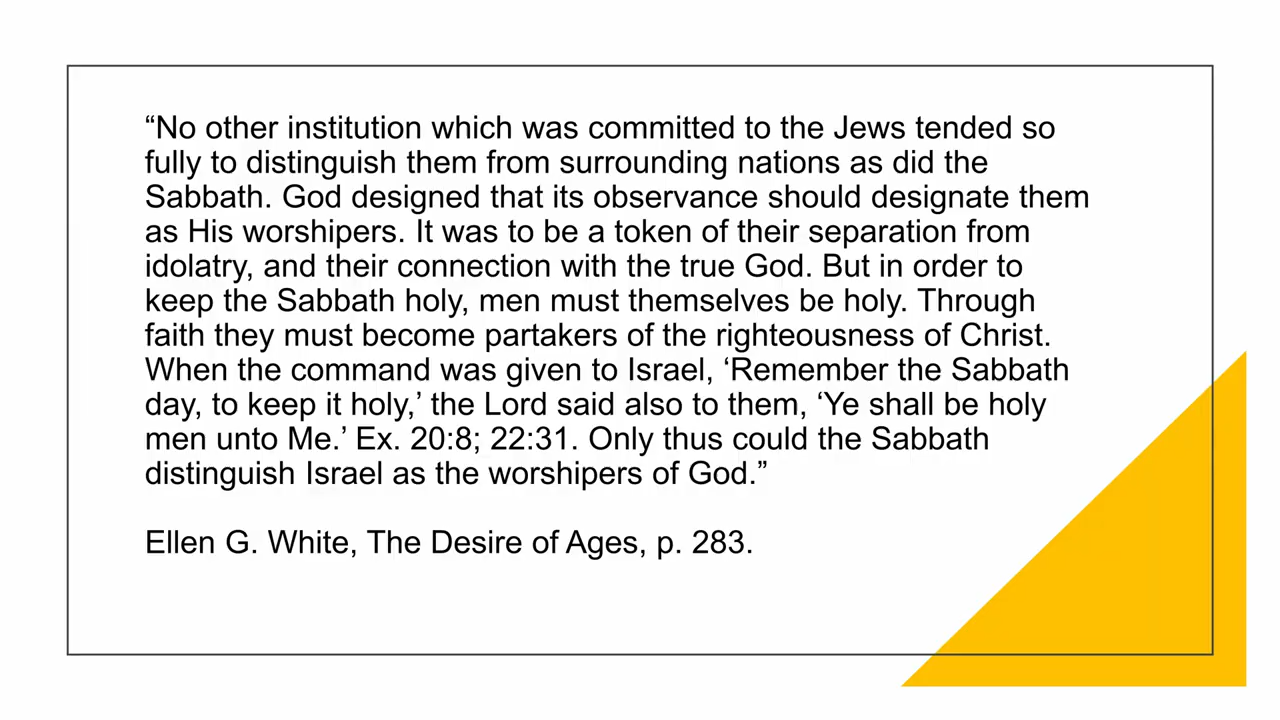 “No other institution which was committed to the Jews tended so
fully to distinguish them from surrounding nations as did the
Sabbath. God designed that its observance should designate them
as His worshipers. It was to be a token of their separation from
idolatry, and their connection with the true God. But in order to
keep the Sabbath holy, men must themselves be holy. Through
faith they must become partakers of the righteousness of Christ.
When the command was given to Israel, ‘Remember the Sabbath
day, to keep it holy,’ the Lord said also to them, ‘Ye shall be holy
men unto Me.’ Ex. 20:8; 22:31. Only thus could the Sabbath
distinguish Israel as the worshipers of God.”
Ellen G. White, The Desire of Ages, p. 283.